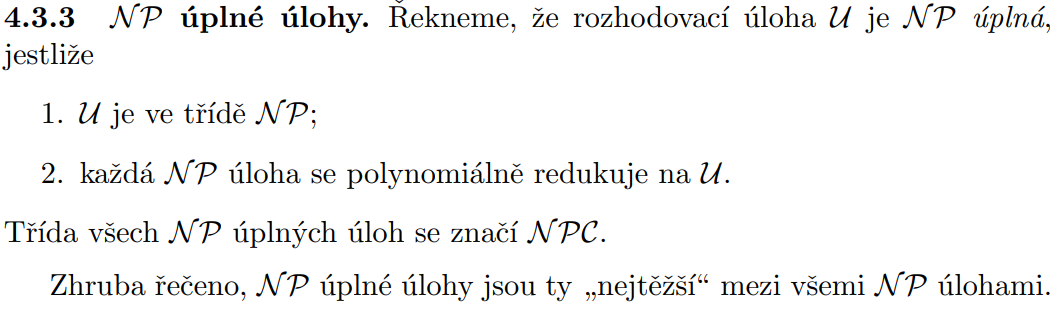 4.3.3 𝒩𝒫 úplné úlohy. Řekneme, že rozhodovací úloha 𝒰 je 𝒩𝒫 úplná,
jestliže
1. 𝒰 je ve třídě 𝒩𝒫;
2. každá 𝒩𝒫 úloha se polynomiálně redukuje na 𝒰.
Třída všech 𝒩𝒫 úplných úloh se značí 𝒩𝒫𝒞.
Zhruba řečeno, 𝒩𝒫 úplné úlohy jsou ty „nejtěžší“ mezi všemi 𝒩𝒫 úlohami.